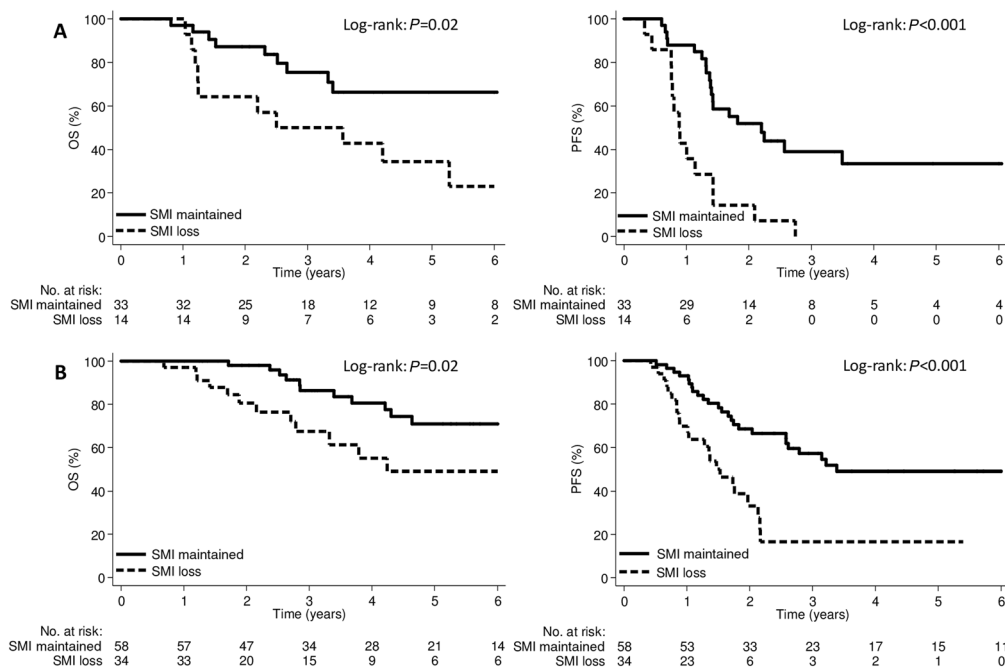 A
Log-rank: P=0.02
OS (%)
100
80
60
40
20
0
SMI maintained
SMI loss
0 1 2 3 4 5 6
Time (years)
No. at risk:
SMI maintained 33 32 25 18 12 9 8
SMI loss 14 14 9 7 6 3 2
Log-rank: P<0.001
PFS (%)
100
80
60
40
20
0
SMI maintained
SMI loss
0 1 2 3 4 5 6
Time (years)
No. at risk:
SMI maintained 33 29 14 8 5 4 4
SMI loss 14 6 2 0 0 0 0
B
Log-rank: P=0.02
OS (%)
100
80
60
40
20
0
SMI maintained
SMI loss
0 1 2 3 4 5 6
Time (years)
No. at risk:
SMI maintained 58 57 47 34 28 21 14
SMI loss 34 33 20 15 9 6 6
Log-rank: P<0.001
PFS (%)
100
80
60
40
20
0
SMI maintained
SMI loss
0 1 2 3 4 5 6
Time (years)
No. at risk:
SMI maintained 58 53 33 23 17 15
SMI loss 34 23 6 3 2 1